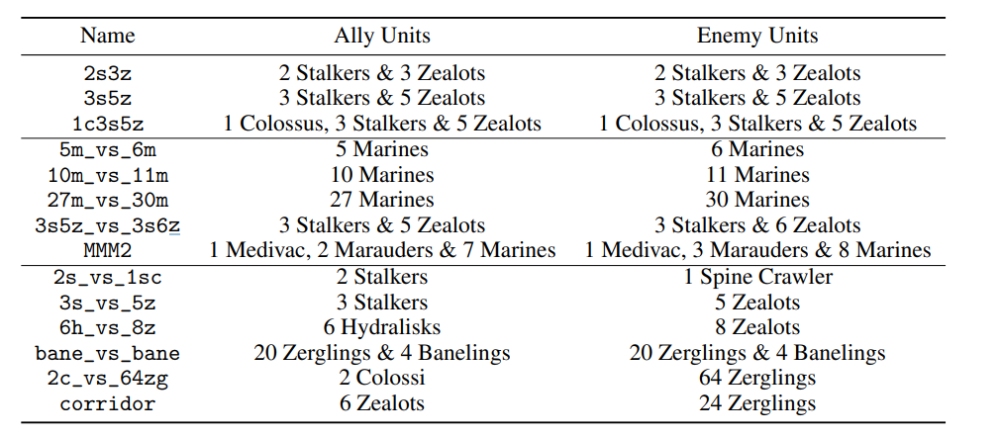 Name Ally Units Enemy Units
2s3z 2 Stalkers & 3 Zealots 2 Stalkers & 3 Zealots
3s5z 3 Stalkers & 5 Zealots 3 Stalkers & 5 Zealots
1c3s5z 1 Colossus, 3 Stalkers & 5 Zealots 1 Colossus, 3 Stalkers & 5 Zealots
5m_vs_6m 5 Marines 6 Marines
10m_vs_11m 10 Marines 11 Marines
27m_vs_30m 27 Marines 30 Marines
3s5z_vs_3s6z 3 Stalkers & 5 Zealots 3 Stalkers & 6 Zealots
MMM2 1 Medivac, 2 Marauders & 7 Marines 1 Medivac, 3 Marauders & 8 Marines
2s_vs_1sc 2 Stalkers 1 Spine Crawler
3s_vs_5z 3 Stalkers 5 Zealots
6h_vs_8z 6 Hydralisks 8 Zealots
bane_vs_bane 20 Zerglings & 4 Banelings 20 Zerglings & 4 Banelings
2c_vs_64zg 2 Colossi 64 Zerglings
corridor 6 Zealots 24 Zerglings